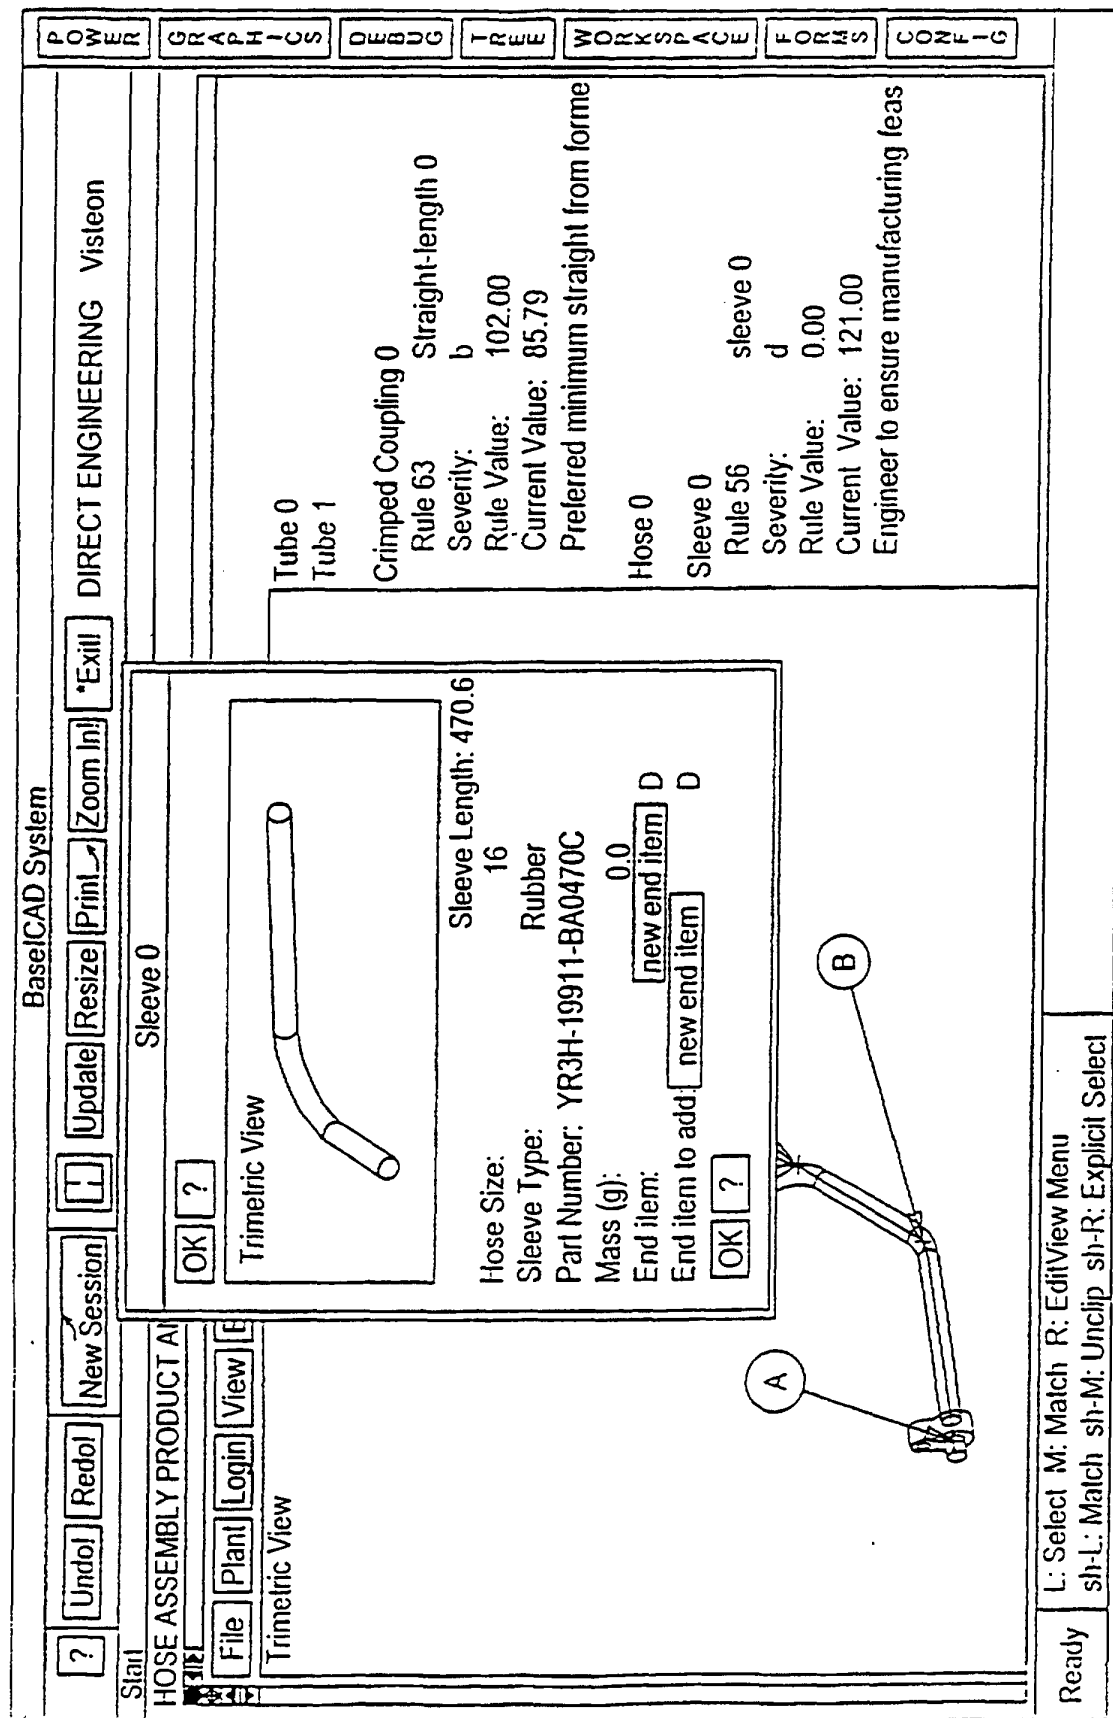 BaseICAD System
? Undo! Redo! New Session [-] Update Resize Print Zoom In! *Exit! DIRECT ENGINEERING Visteon
Start
HOSE ASSEMBLY PRODUCT
File Plant Login View
Trimetric View
Sleeve 0
OK ?
Trimetric View
Sleeve Length: 470.6
Hose Size: 16
Sleeve Type: Rubber
Part Number: YR3H-19911-BA0470C
Mass (g): 0.0
End item: new end item D
End item to add: new end item D
OK ?
A
B
Tube 0
Tube 1
Crimped Coupling 0
Rule 63 Straight-length 0
Severity: b
Rule Value: 102.00
Current Value: 85.79
Preferred minimum straight from forme
Hose 0
Sleeve 0
Rule 56 sleeve 0
Severity: d
Rule Value: 0.00
Current Value: 121.00
Engineer to ensure manufacturing feas
POWER
GRAPHICS
DEBUG
TREE
WORKSPACE
FORMS
CONFIG
Ready
L: Select M: Match R: EditView Menu
sh-L: Match sh-M: Unclip sh-R: Explicit Select